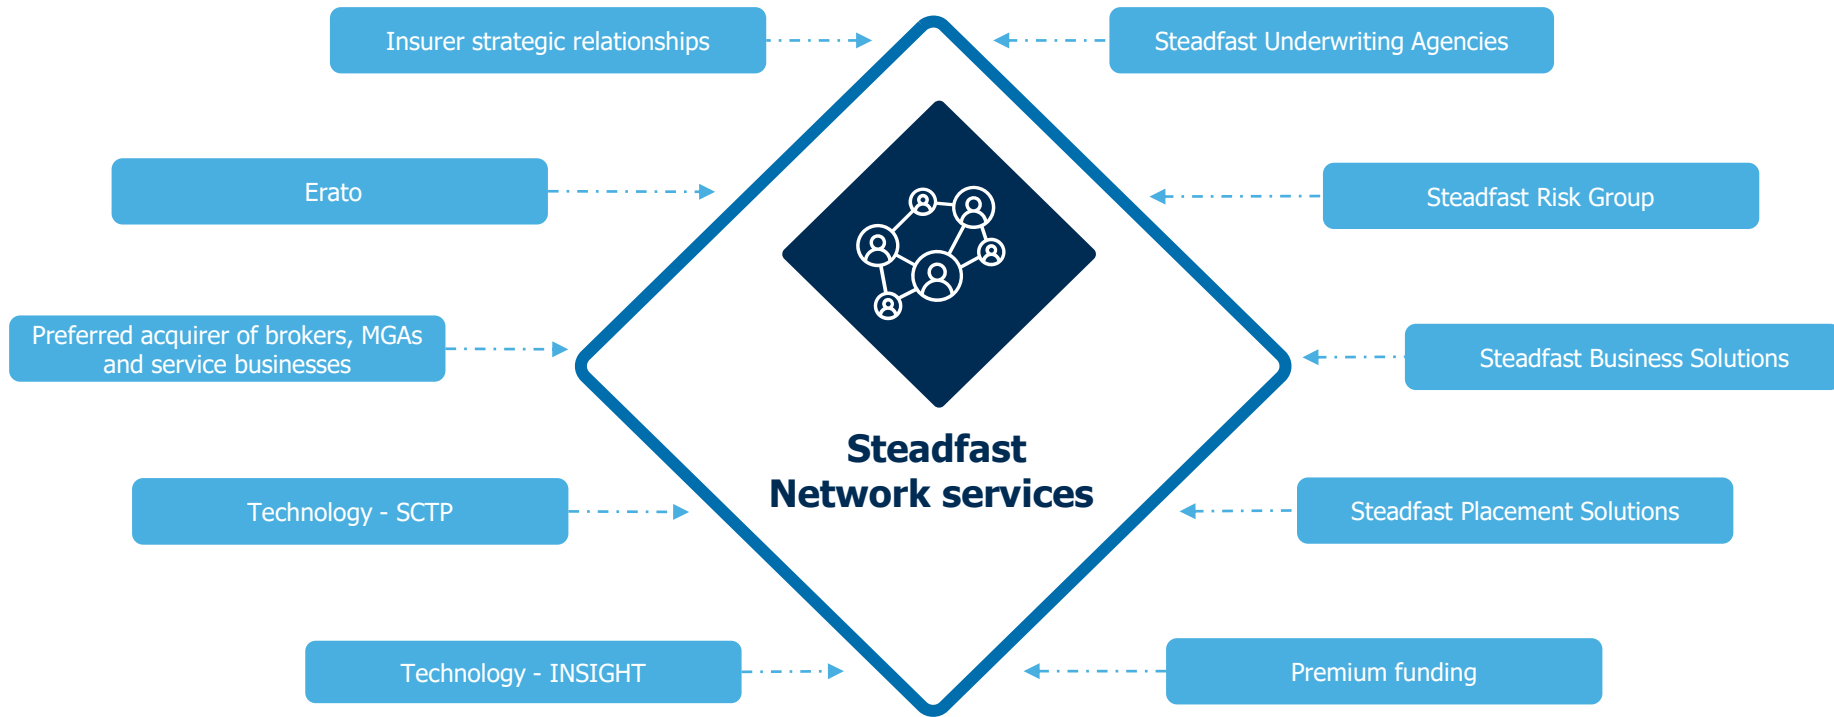 Insurer strategic relationships
Steadfast Underwriting Agencies
Erato
Steadfast Risk Group
Preferred acquirer of brokers, MGAs
and service businesses
Steadfast Business Solutions
Steadfast
Network services
Technology - SCTP
Steadfast Placement Solutions
Technology - INSIGHT
Premium funding